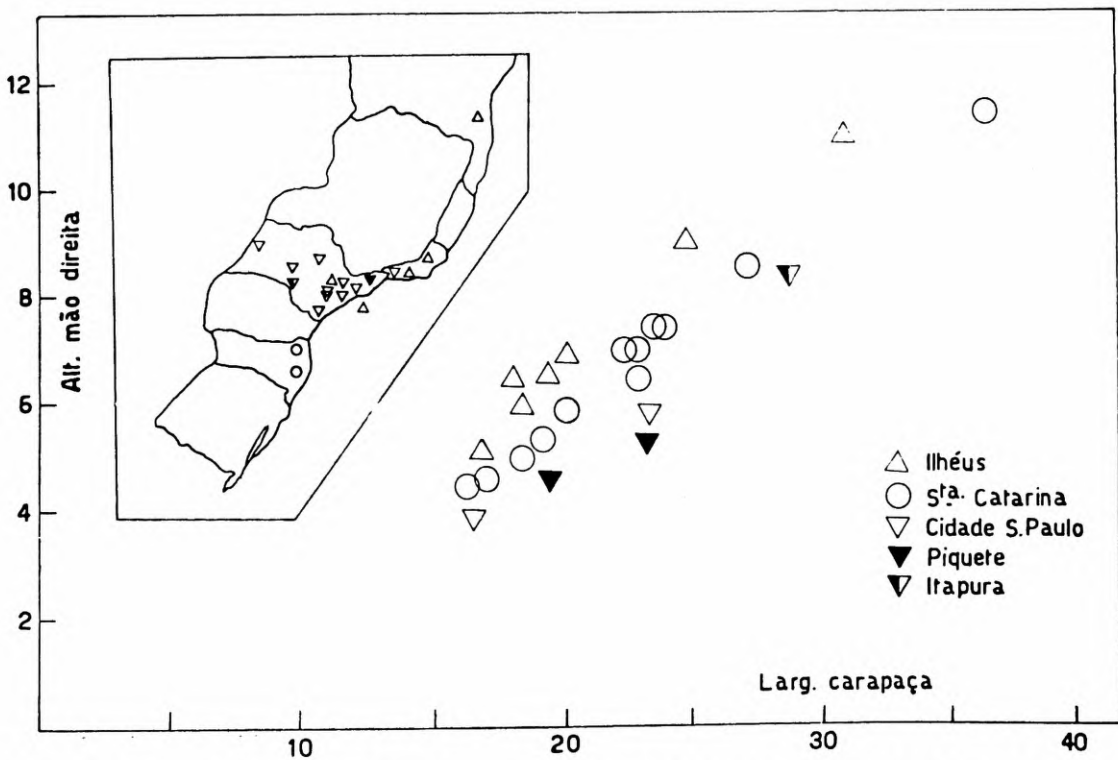 12
10
8
6
4
2
Alt. mão direita
Ilhéus
Sta. Catarina
Cidade S.Paulo
Piquete
Itapura
Larg. carapaça
10
20
30
40